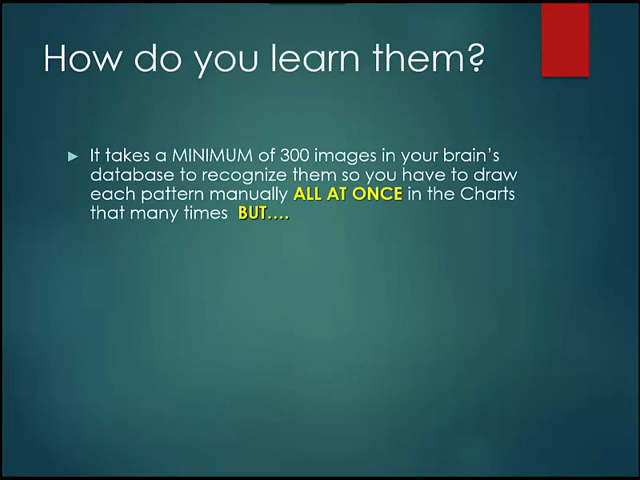 How do you learn them?
It takes a MINIMUM of 300 images in your brain's
database to recognize them so you have to draw
each pattern manually ALL AT ONCE in the Charts
that many times BUT....